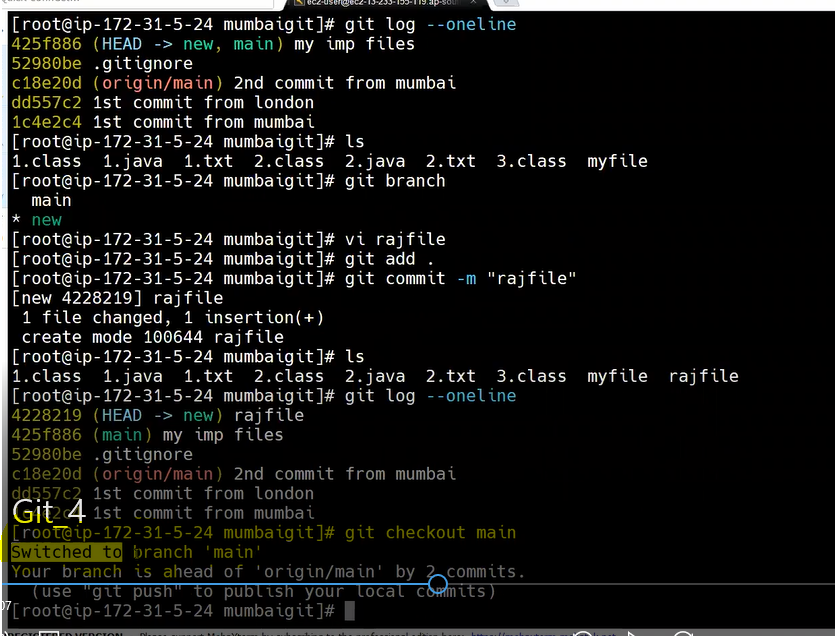 [root@ip-172-31-5-24 mumbaigit]# git log --oneline
425f886 (HEAD -> new, main) my imp files
52980be .gitignore
c18e20d (origin/main) 2nd commit from mumbai
dd557c2 1st commit from london
1c4e2c4 1st commit from mumbai
[root@ip-172-31-5-24 mumbaigit]# ls
1.class  1.java  1.txt  2.class  2.java  2.txt  3.class  myfile
[root@ip-172-31-5-24 mumbaigit]# git branch
  main
* new
[root@ip-172-31-5-24 mumbaigit]# vi rajfile
[root@ip-172-31-5-24 mumbaigit]# git add .
[root@ip-172-31-5-24 mumbaigit]# git commit -m "rajfile"
[new 4228219] rajfile
 1 file changed, 1 insertion(+)
 create mode 100644 rajfile
[root@ip-172-31-5-24 mumbaigit]# ls
1.class  1.java  1.txt  2.class  2.java  2.txt  3.class  myfile  rajfile
[root@ip-172-31-5-24 mumbaigit]# git log --oneline
4228219 (HEAD -> new) rajfile
425f886 (main) my imp files
52980be .gitignore
c18e20d (origin/main) 2nd commit from mumbai
dd557c2 1st commit from london
Git_4
1st commit from mumbai
[root@ip-172-31-5-24 mumbaigit]# git checkout main
Switched to branch 'main'
Your branch is ahead of 'origin/main' by 2 commits.
  (use "git push" to publish your local commits)
07
[root@ip-172-31-5-24 mumbaigit]#